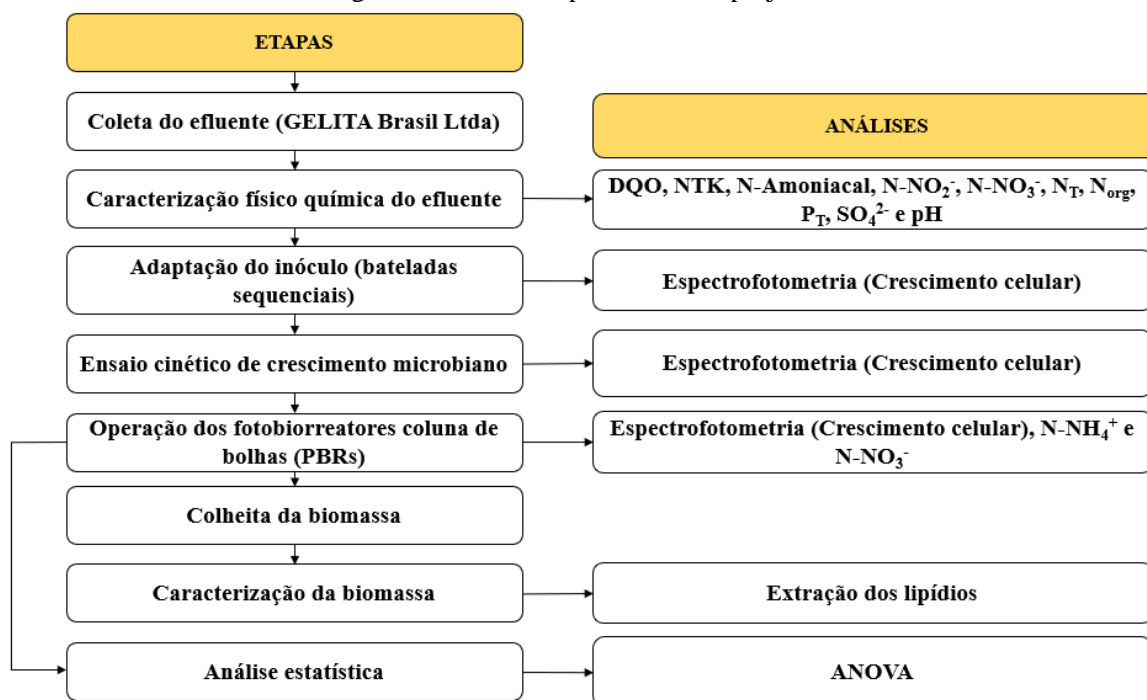 ETAPAS
Coleta do efluente (GELITA Brasil Ltda)
ANÁLISES
Caracterização físico química do efluente
DQO, NTK, N-Amoniacal, N-NO₂⁻, N-NO₃⁻, N_T, N_org,
P_T, SO₄²⁻ e pH
Adaptação do inóculo (bateladas
sequenciais)
Espectrofotometria (Crescimento celular)
Ensaio cinético de crescimento microbiano
Espectrofotometria (Crescimento celular)
Operação dos fotobiorreatores coluna de
bolhas (PBRs)
Espectrofotometria (Crescimento celular), N-NH₄⁺ e
N-NO₃⁻
Colheita da biomassa
Caracterização da biomassa
Extração dos lipídios
Análise estatística
ANOVA